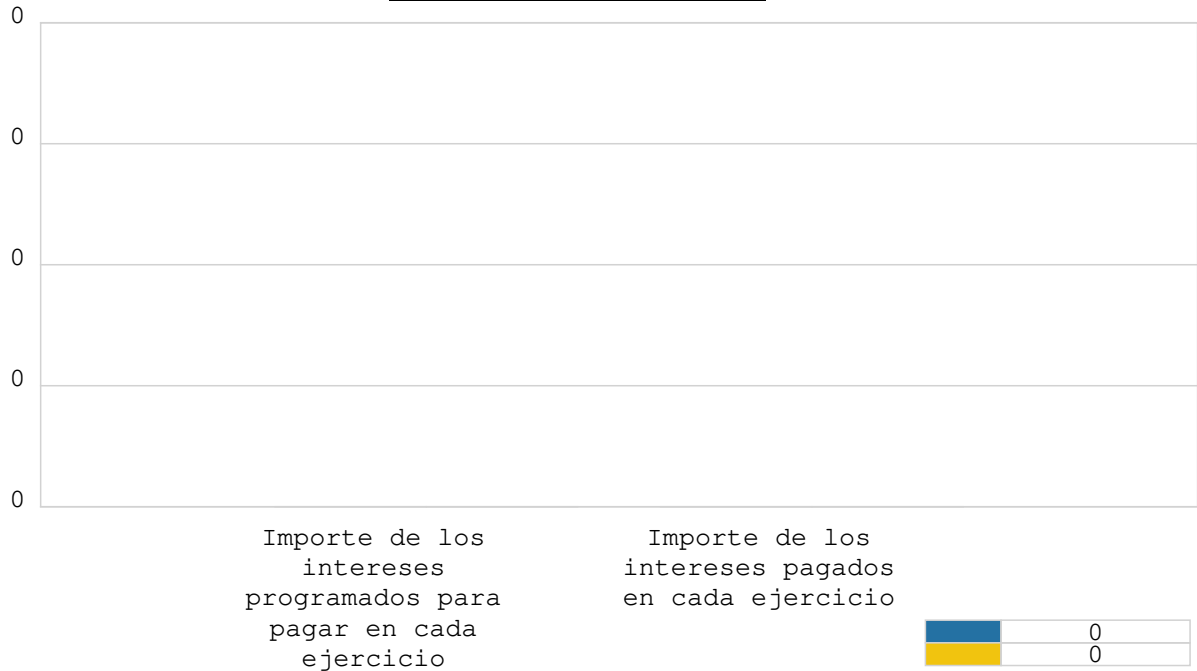 0
0
0
0
0
Importe de los
intereses
programados para
pagar en cada
ejercicio
Importe de los
intereses pagados
en cada ejercicio
0
0